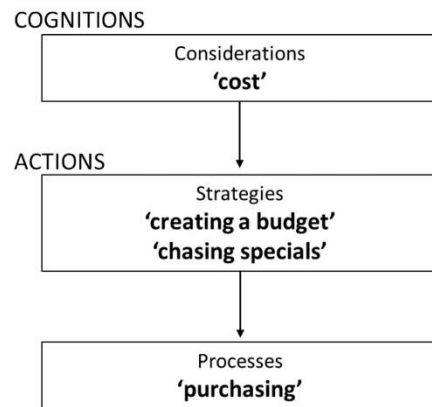 COGNITIONS
Considerations
‘cost’
ACTIONS
Strategies
‘creating a budget’
‘chasing specials’
Processes
‘purchasing’